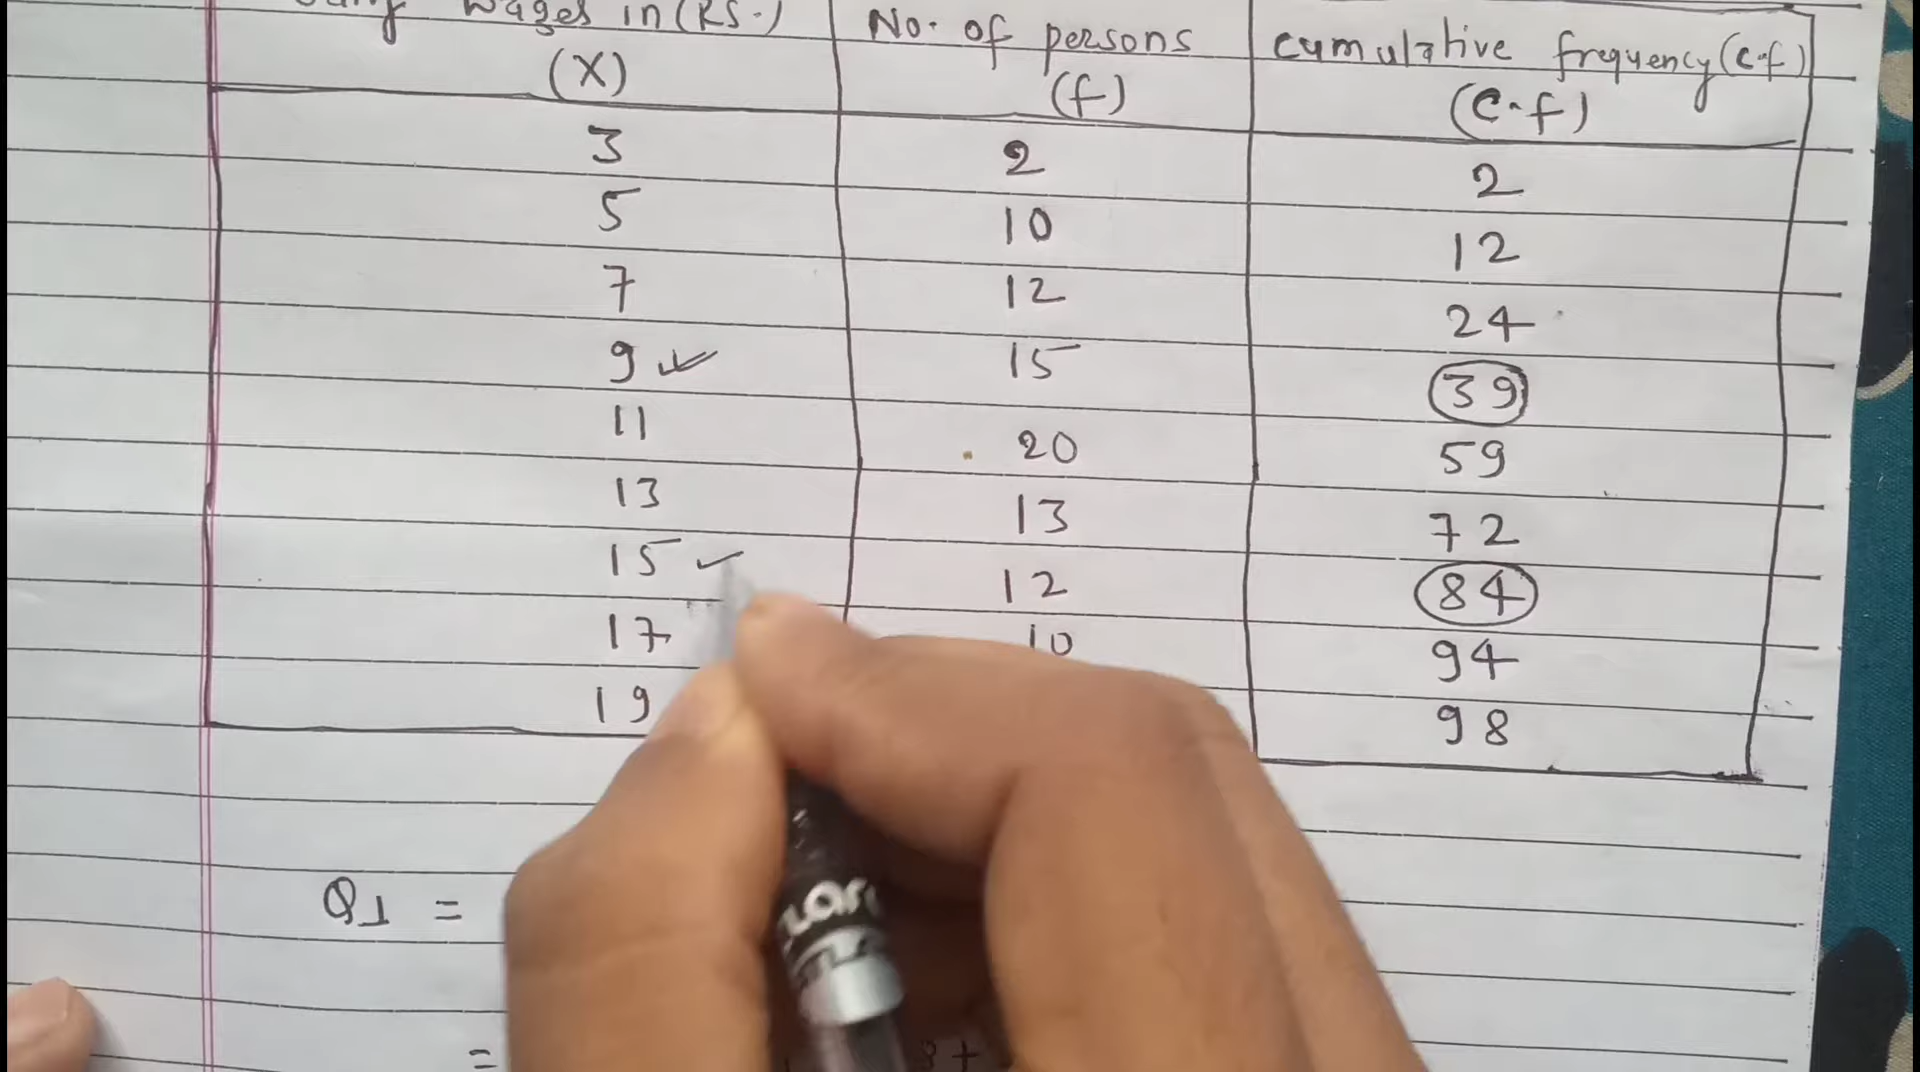 Wages in (RS.) No. of persons cumulative frequency (c.f)
(X) (f) (c.f)
3 2 2
5 10 12
7 12 24
9 15 39
11 20 59
13 13 72
15 12 84
17 10 94
19 98
Q1 =
=